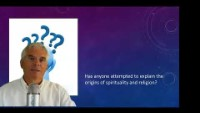 Has anyone attempted to explain the
origins of spirituality and religion?